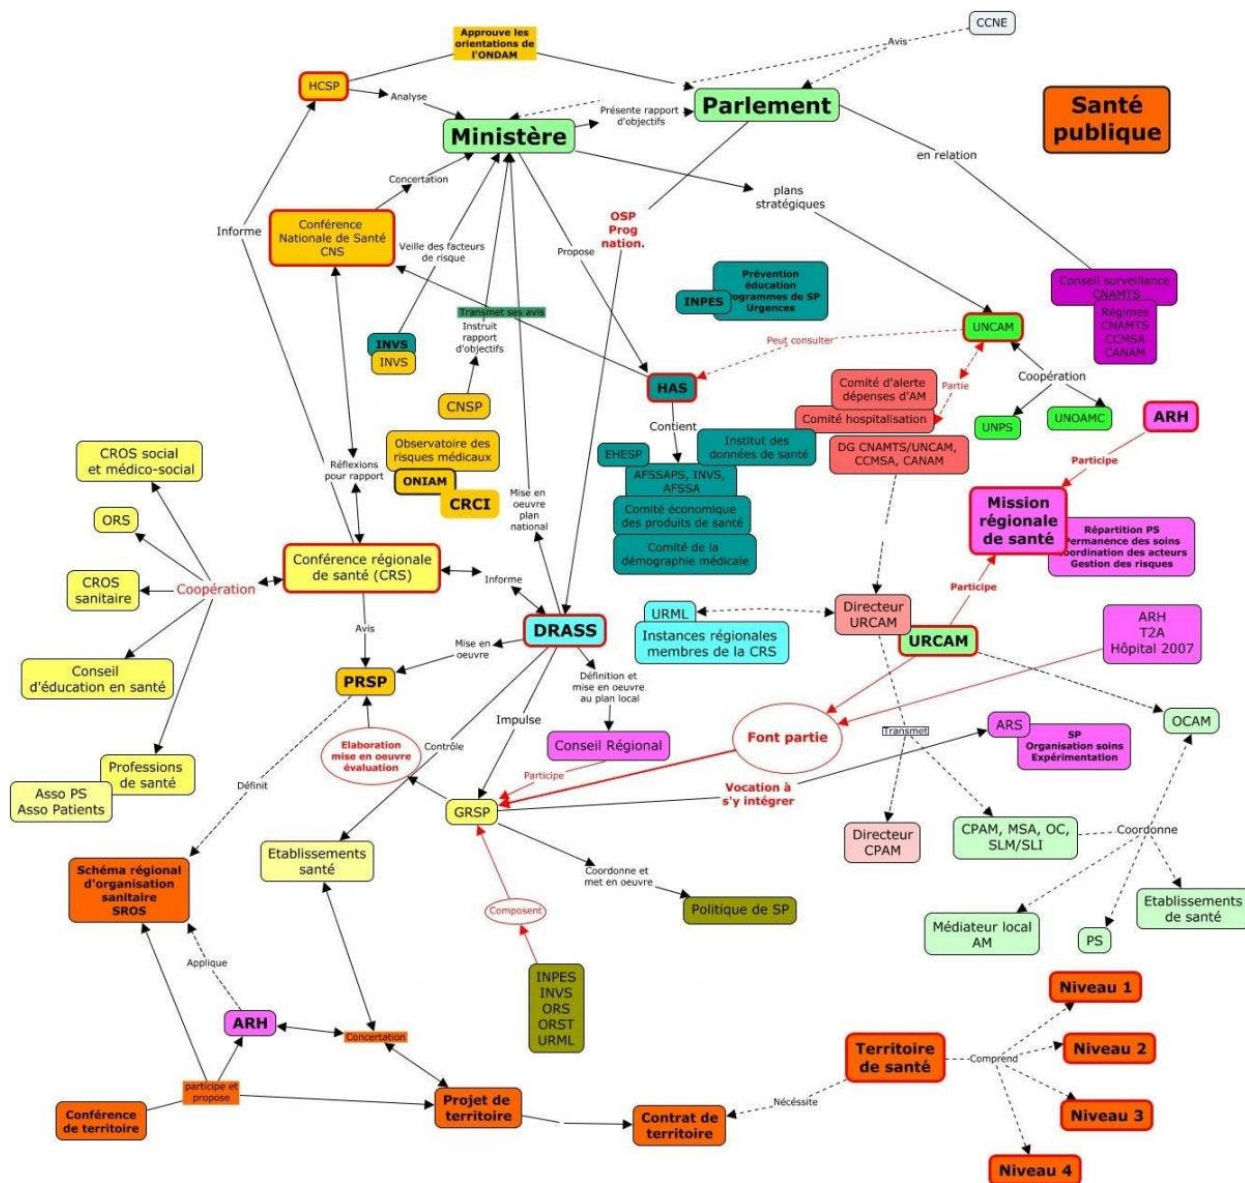 Approuve les
orientations de
l'ONDAM
CCNE
Avis
HCSP
Analyse
Parlement
Santé
publique
Présente rapport
d'objectifs
Ministère
en relation
Concertation
plans
stratégiques
Informe
Conférence
Nationale de Santé
CNS
OSP
Prog
nation.
Veille des facteurs
de risque
Propose
Prévention
éducation
Programmes de SP
Urgences
INPES
Conseil surveillance
CNAMTS
Régimes
CNAMTS
CCMSA
CANAM
Transmet ses avis
Instruit
rapport
d'objectifs
UNCAM
INVS
INVS
Peut consulter
HAS
Comité d'alerte
dépenses d'AM
Partie
Coopération
CNSP
Comité hospitalisation
UNPS
UNOAMC
ARH
Contient
Observatoire des
risques médicaux
Institut des
données de santé
DG CNAMTS/UNCAM,
CCMSA, CANAM
CROS social
et médico-social
EHESP
Participe
Réflexions
pour rapport
ONIAM
CRCI
AFSSAPS, INVS,
AFSSA
Mise en
oeuvre
plan
national
Comité économique
des produits de santé
Mission
régionale
de santé
ORS
Répartition PS
Permanence des soins
Coordination des acteurs
Gestion des risques
Conférence régionale
de santé (CRS)
Comité de la
démographie médicale
Informe
Coopération
CROS
sanitaire
Participe
URML
Directeur
URCAM
Instances régionales
membres de la CRS
DRASS
URCAM
ARH
T2A
Hôpital 2007
Avis
Mise en
oeuvre
Conseil
d'éducation en santé
PRSP
Définition et
mise en oeuvre
au plan local
Impulse
OCAM
ARS
SP
Organisation soins
Expérimentation
Elaboration
mise en oeuvre
évaluation
Contrôle
Conseil Régional
Font partie
Transmet
Professions
de santé
Asso PS
Asso Patients
Définit
Participe
Vocation à
s'y intégrer
GRSP
Directeur
CPAM
CPAM, MSA, OC,
SLM/SLI
Coordonne
Etablissements
santé
Schéma régional
d'organisation
sanitaire
SROS
Coordonne et
met en oeuvre
Composent
Politique de SP
Etablissements
de santé
Médiateur local
AM
PS
Applique
INPES
INVS
ORS
ORST
URML
Niveau 1
ARH
Concertation
Territoire
de santé
Comprend
Niveau 2
participe et
propose
Conférence
de territoire
Projet de
territoire
Nécéssite
Contrat de
territoire
Niveau 3
Niveau 4